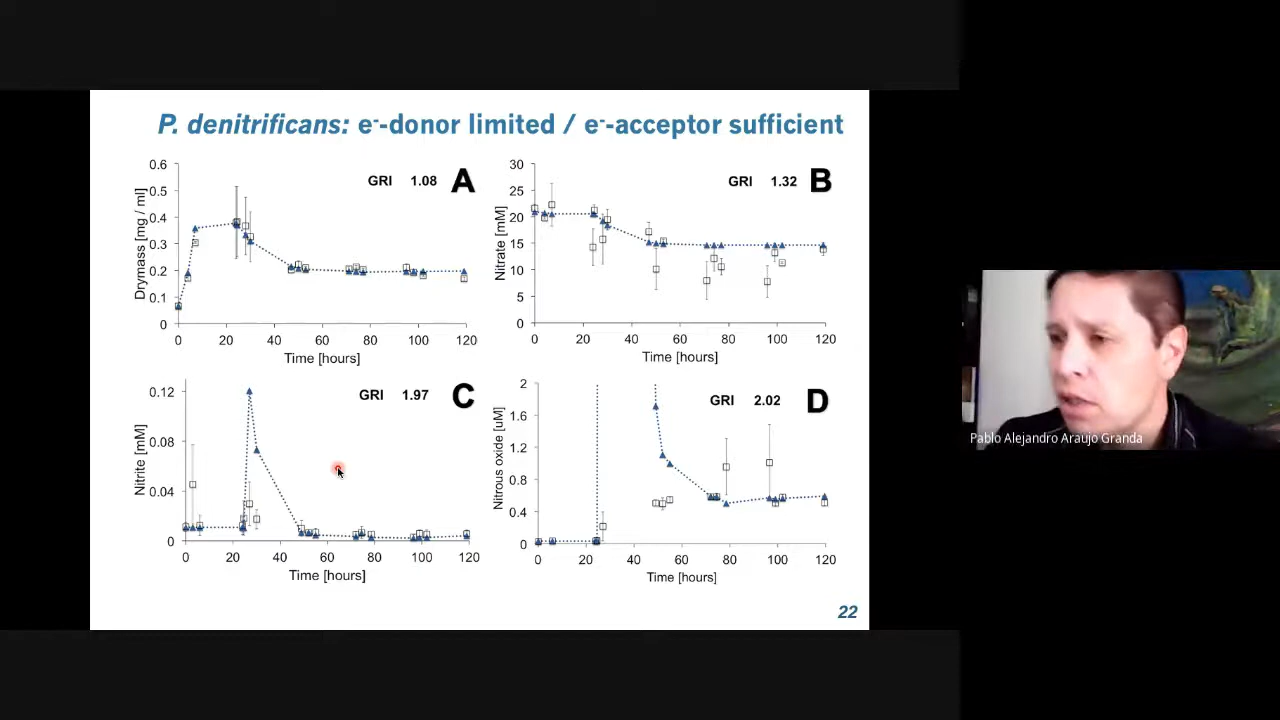 P. denitrificans: e⁻-donor limited / e⁻-acceptor sufficient
GRI 1.08 A
Drymass [mg / ml]
0.6
0.5
0.4
0.3
0.2
0.1
0
0 20 40 60 80 100 120
Time [hours]
GRI 1.32 B
Nitrate [mM]
30
25
20
15
10
5
0
0 20 40 60 80 100 120
Time [hours]
GRI 1.97 C
Nitrite [mM]
0.12
0.08
0.04
0
0 20 40 60 80 100 120
Time [hours]
GRI 2.02 D
Nitrous oxide [uM]
2
1.6
1.2
0.8
0.4
0
0 20 40 60 80 100 120
Time [hours]
22
Pablo Alejandro Araujo Granda